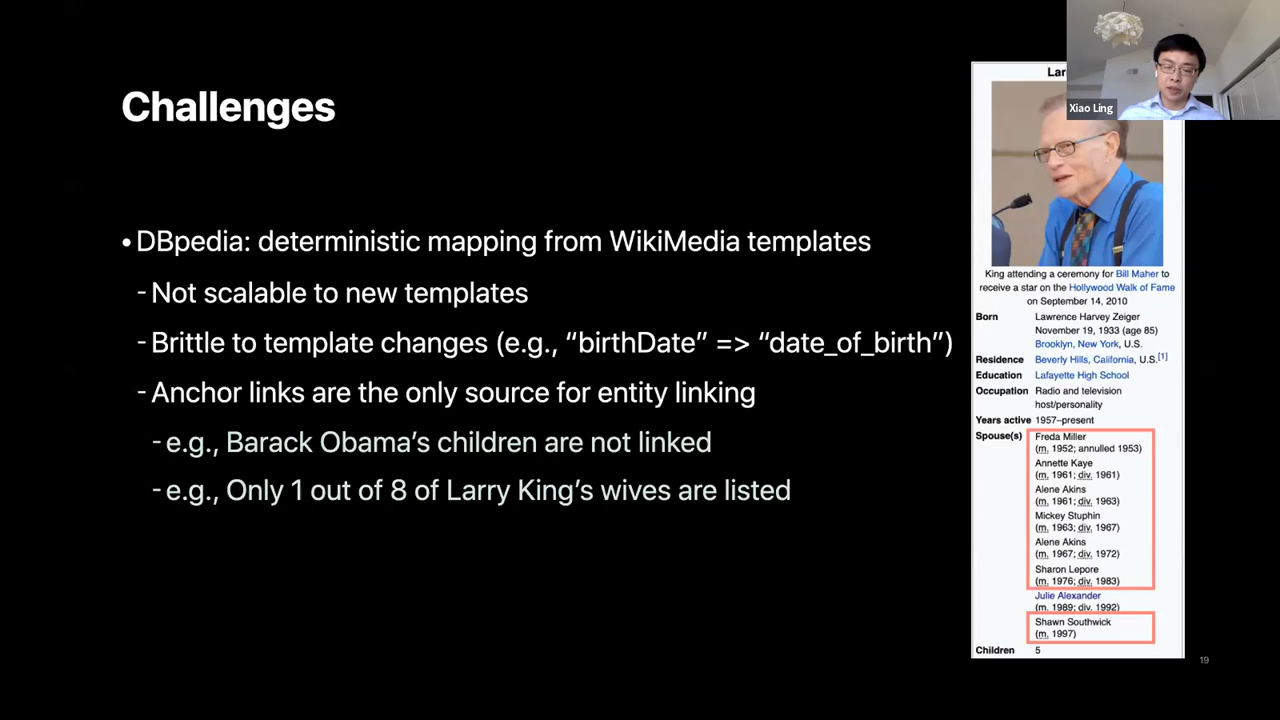 Challenges
• DBpedia: deterministic mapping from WikiMedia templates
- Not scalable to new templates
- Brittle to template changes (e.g., “birthDate” => “date_of_birth”)
- Anchor links are the only source for entity linking
- e.g., Barack Obama’s children are not linked
- e.g., Only 1 out of 8 of Larry King’s wives are listed
Lar
Xiao Ling
King attending a ceremony for Bill Maher to
receive a star on the Hollywood Walk of Fame
on September 14, 2010
Born Lawrence Harvey Zeiger
November 19, 1933 (age 85)
Brooklyn, New York, U.S.
Residence Beverly Hills, California, U.S.[1]
Education Lafayette High School
Occupation Radio and television
host/personality
Years active 1957–present
Spouse(s) Freda Miller
(m. 1952; annulled 1953)
Annette Kaye
(m. 1961; div. 1961)
Alene Akins
(m. 1961; div. 1963)
Mickey Stuphin
(m. 1963; div. 1967)
Alene Akins
(m. 1967; div. 1972)
Sharon Lepore
(m. 1976; div. 1983)
Julie Alexander
(m. 1989; div. 1992)
Shawn Southwick
(m. 1997)
Children 5
19